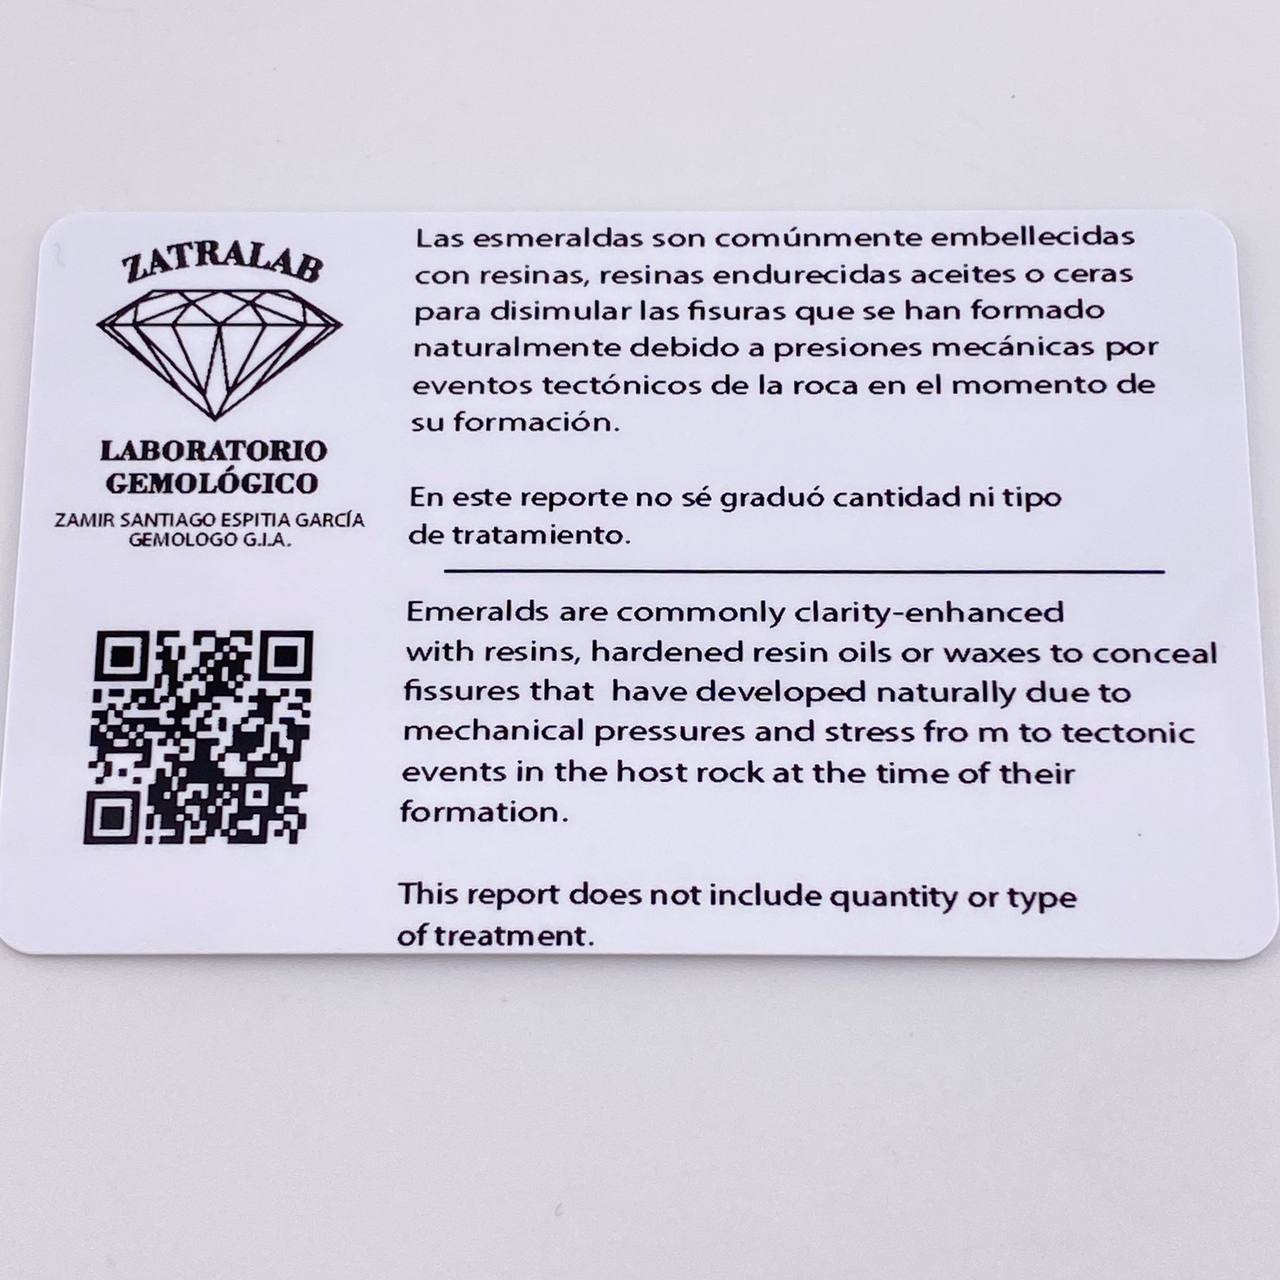 ZATRALAB
LABORATORIO
GEMOLÓGICO
ZAMIR SANTIAGO ESPITIA GARCÍA
GEMOLOGO G.I.A.
Las esmeraldas son comúnmente embellecidas
con resinas, resinas endurecidas aceites o ceras
para disimular las fisuras que se han formado
naturalmente debido a presiones mecánicas por
eventos tectónicos de la roca en el momento de
su formación.
En este reporte no sé graduó cantidad ni tipo
de tratamiento.
Emeralds are commonly clarity-enhanced
with resins, hardened resin oils or waxes to conceal
fissures that  have developed naturally due to
mechanical pressures and stress fro m to tectonic
events in the host rock at the time of their
formation.
This report does not include quantity or type
of treatment.